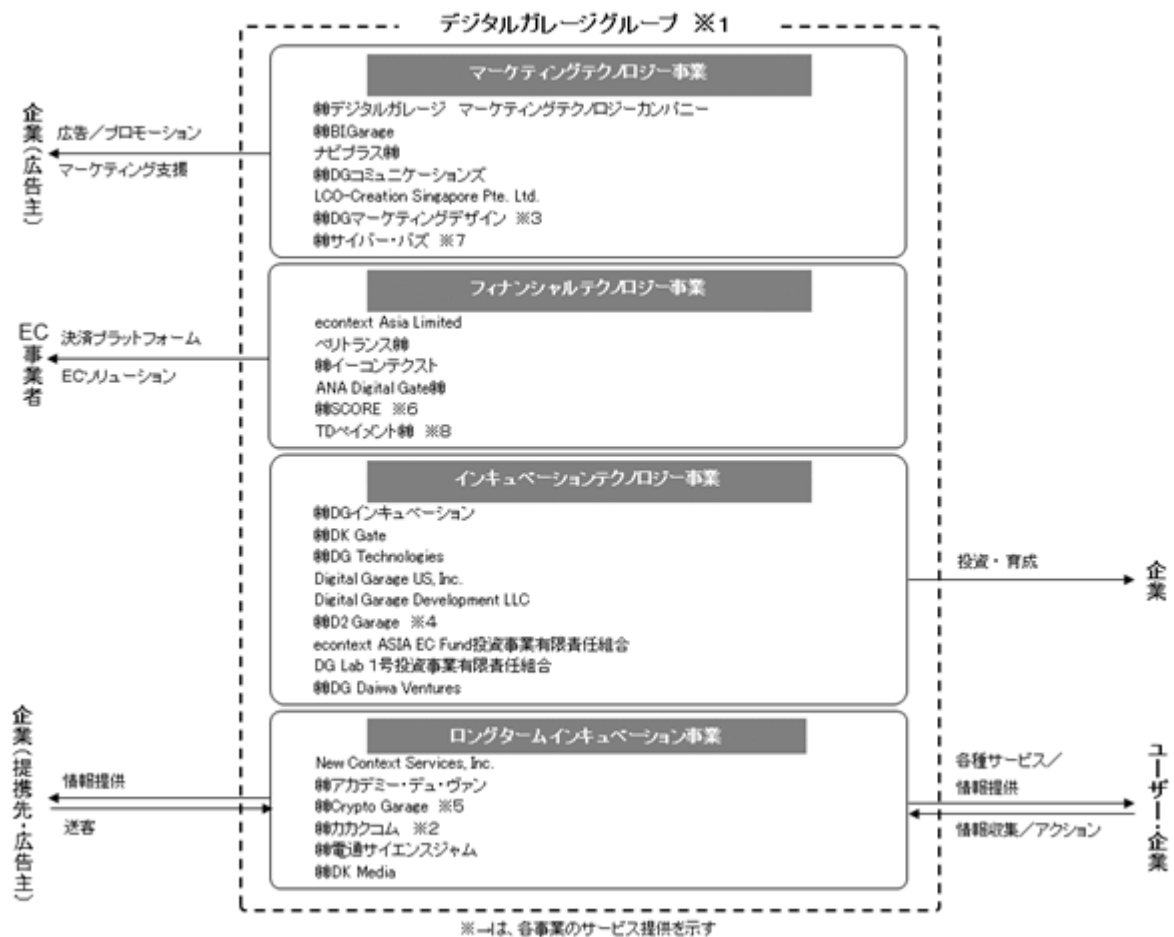 デジタルガレージグループ ※1
マーケティングテクノロジー事業
㈱デジタルガレージ マーケティングテクノロジーカンパニー
㈱BI.Garage
ナビプラス㈱
㈱DGコミュニケーションズ
LCO-Creation Singapore Pte. Ltd.
㈱DGマーケティングデザイン ※3
㈱サイバー・バズ ※7
企業(広告主)
広告/プロモーション
マーケティング支援
フィナンシャルテクノロジー事業
econtext Asia Limited
ベリトランス㈱
㈱イーコンテクスト
ANA Digital Gate㈱
㈱SCORE ※6
TDペイメント㈱ ※8
EC事業者
決済プラットフォーム
ECソリューション
インキュベーションテクノロジー事業
㈱DGインキュベーション
㈱DK Gate
㈱DG Technologies
Digital Garage US, Inc.
Digital Garage Development LLC
㈱D2 Garage ※4
econtext ASIA EC Fund投資事業有限責任組合
DG Lab 1号投資事業有限責任組合
㈱DG Daiwa Ventures
投資・育成
企業
ロングタームインキュベーション事業
New Context Services, Inc.
㈱アカデミー・デュ・ヴァン
㈱Crypto Garage ※5
㈱カカクコム ※2
㈱電通サイエンスジャム
㈱DK Media
企業(提携先・広告主)
情報提供
送客
各種サービス/
情報提供
情報収集/アクション
ユーザー・企業
※→は、各事業のサービス提供を示す